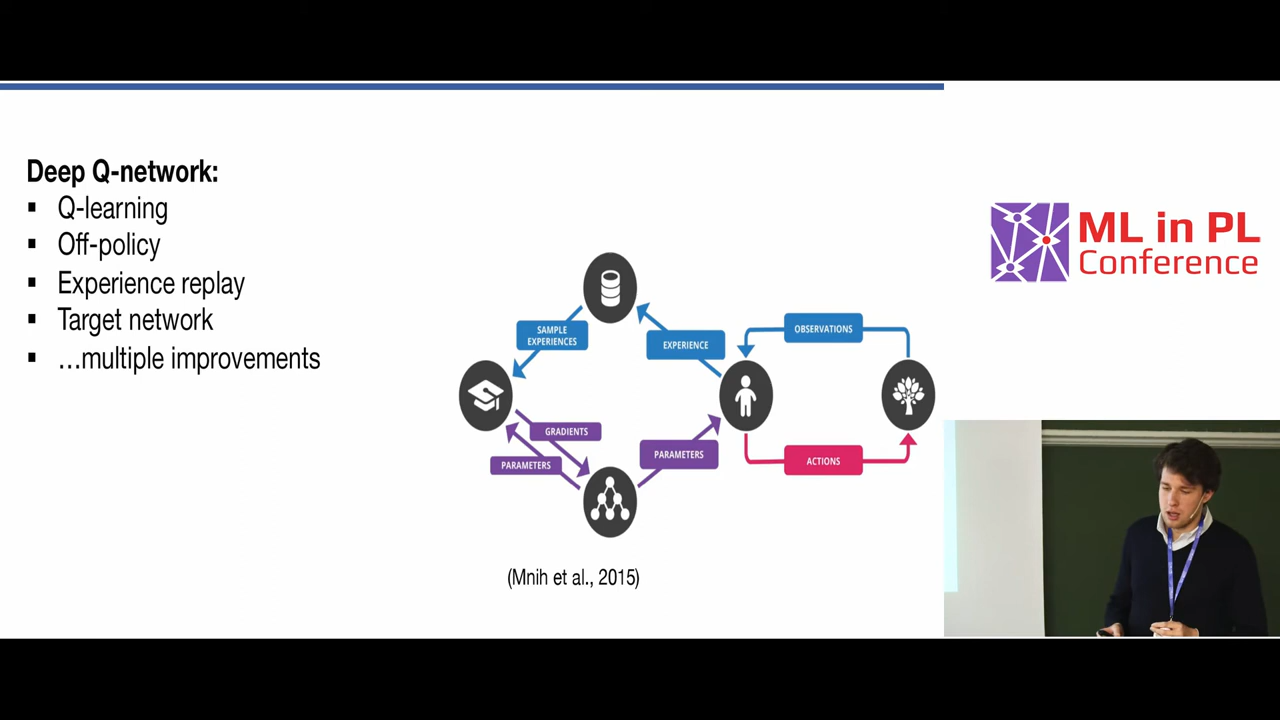 Deep Q-network:
▪ Q-learning
▪ Off-policy
▪ Experience replay
▪ Target network
▪ …multiple improvements
SAMPLE
EXPERIENCES
EXPERIENCE
OBSERVATIONS
GRADIENTS
PARAMETERS
PARAMETERS
ACTIONS
(Mnih et al., 2015)
ML in PL
Conference